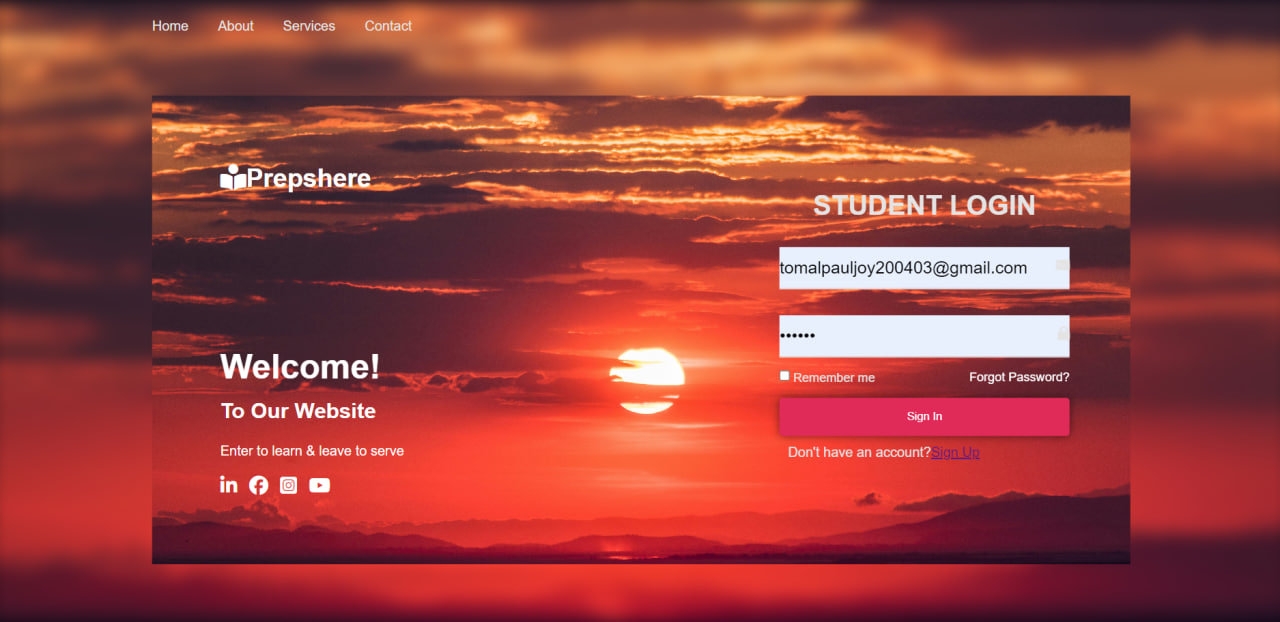 Home About Services Contact
Prepshere
Welcome!
To Our Website
Enter to learn & leave to serve
STUDENT LOGIN
tomalpauljoy200403@gmail.com
••••••
Remember me Forgot Password?
Sign In
Don't have an account?Sign Up